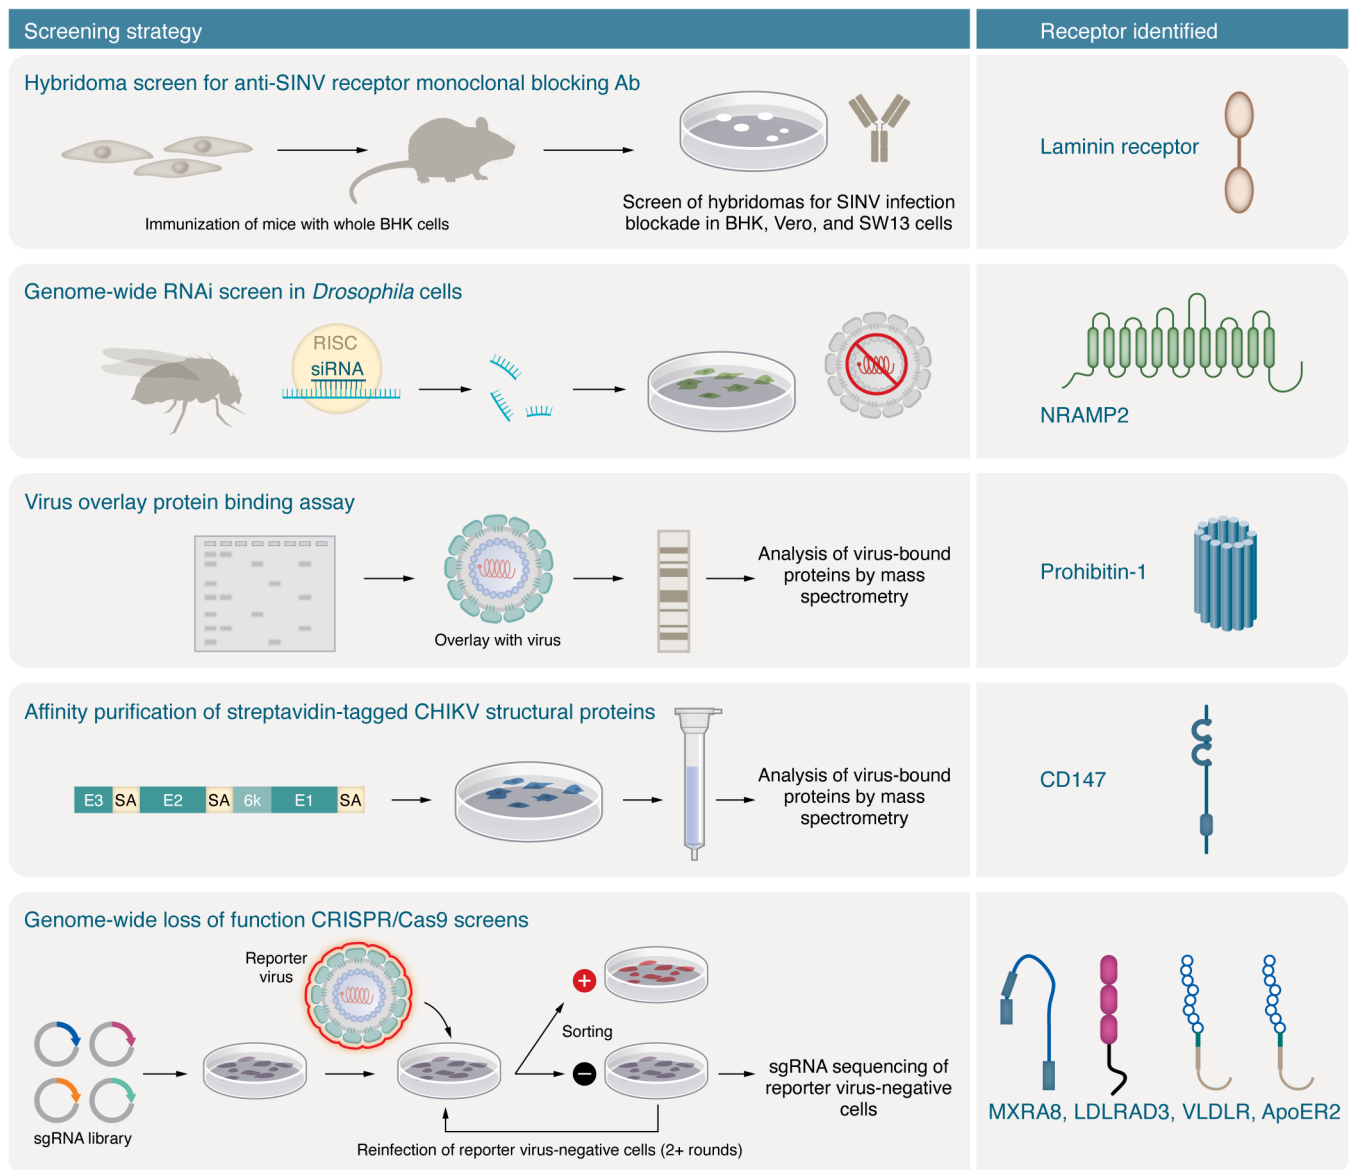 Screening strategy
Receptor identified
Hybridoma screen for anti-SINV receptor monoclonal blocking Ab
Immunization of mice with whole BHK cells
Screen of hybridomas for SINV infection
blockade in BHK, Vero, and SW13 cells
Laminin receptor
Genome-wide RNAi screen in Drosophila cells
RISC
siRNA
NRAMP2
Virus overlay protein binding assay
Overlay with virus
Analysis of virus-bound
proteins by mass
spectrometry
Prohibitin-1
Affinity purification of streptavidin-tagged CHIKV structural proteins
E3 SA E2 SA 6k E1 SA
Analysis of virus-bound
proteins by mass
spectrometry
CD147
Genome-wide loss of function CRISPR/Cas9 screens
Reporter
virus
sgRNA library
+
Sorting
−
sgRNA sequencing of
reporter virus-negative
cells
Reinfection of reporter virus-negative cells (2+ rounds)
MXRA8, LDLRAD3, VLDLR, ApoER2